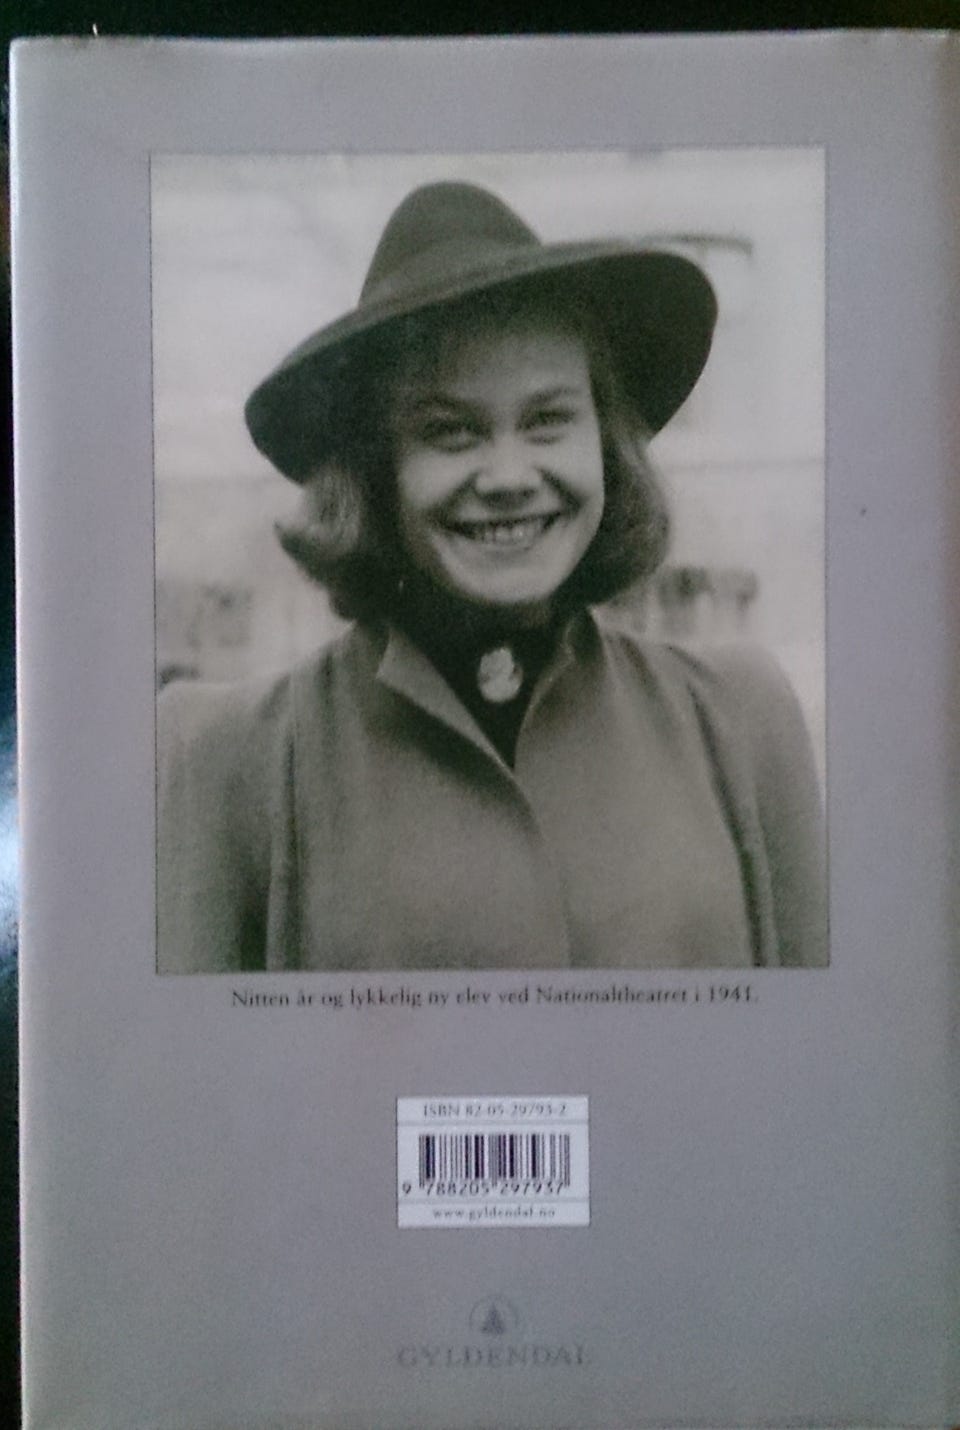 Nitten år og lykkelig ny elev ved Nationaltheatret i 1941.
ISBN 82-05-29793-2
9 788205 297937
www.gyldendal.no
GYLDENDAL